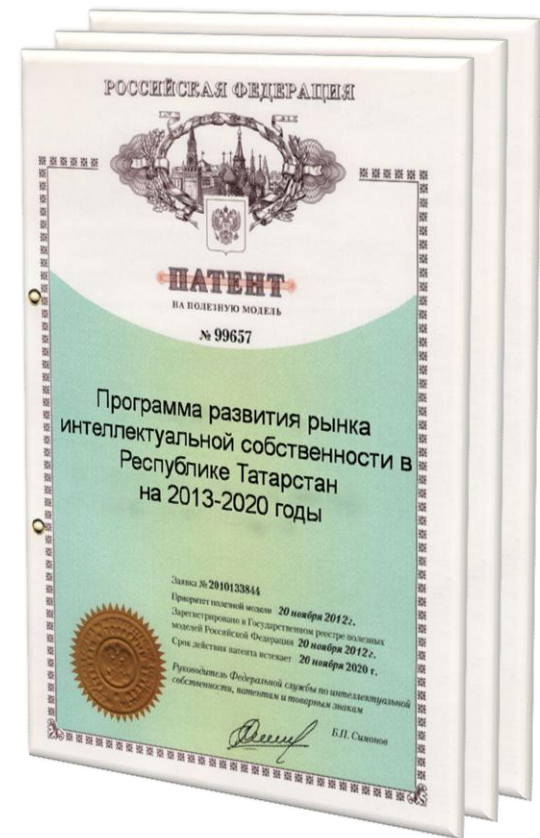 РОССИЙСКАЯ ФЕДЕРАЦИЯ
ПАТЕНТ
НА ПОЛЕЗНУЮ МОДЕЛЬ
№ 99657
Программа развития рынка
интеллектуальной собственности в
Республике Татарстан
на 2013-2020 годы
Заявка № 2010133844
Приоритет полезной модели 20 ноября 2012г.
Зарегистрировано в Государственном реестре полезных
моделей Российской Федерации 20 ноября 2012г.
Срок действия патента истекает 20 ноября 2020 г.
Руководитель Федеральной службы по интеллектуальной
собственности, патентам и товарным знакам
Б.П. Симонов